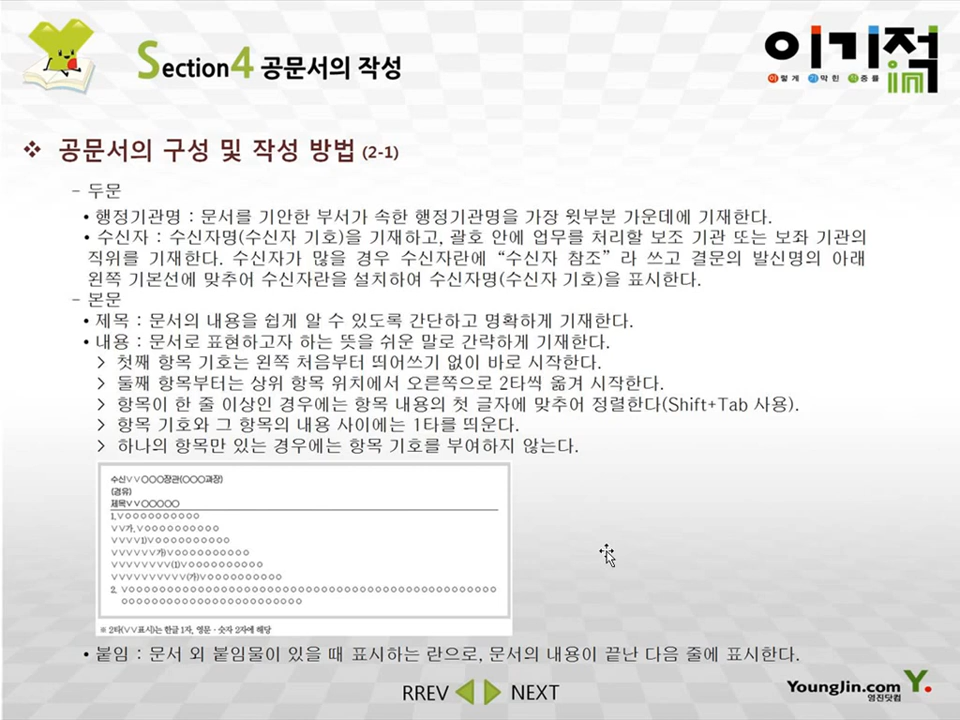 Section4 공문서의 작성
이기적in
이렇게 기막힌 적중률
❖ 공문서의 구성 및 작성 방법 (2-1)
- 두문
• 행정기관명 : 문서를 기안한 부서가 속한 행정기관명을 가장 윗부분 가운데에 기재한다.
• 수신자 : 수신자명(수신자 기호)을 기재하고, 괄호 안에 업무를 처리할 보조 기관 또는 보좌 기관의
직위를 기재한다. 수신자가 많을 경우 수신자란에 “수신자 참조” 라 쓰고 결문의 발신명의 아래
왼쪽 기본선에 맞추어 수신자란을 설치하여 수신자명(수신자 기호)을 표시한다.
- 본문
• 제목 : 문서의 내용을 쉽게 알 수 있도록 간단하고 명확하게 기재한다.
• 내용 : 문서로 표현하고자 하는 뜻을 쉬운 말로 간략하게 기재한다.
> 첫째 항목 기호는 왼쪽 처음부터 띄어쓰기 없이 바로 시작한다.
> 둘째 항목부터는 상위 항목 위치에서 오른쪽으로 2타씩 옮겨 시작한다.
> 항목이 한 줄 이상인 경우에는 항목 내용의 첫 글자에 맞추어 정렬한다(Shift+Tab 사용).
> 항목 기호와 그 항목의 내용 사이에는 1타를 띄운다.
> 하나의 항목만 있는 경우에는 항목 기호를 부여하지 않는다.
수신∨∨○○○장관(○○○과장)
(경유)
제목∨∨○○○○○
1.∨○○○○○○○○○○○
∨∨가.∨○○○○○○○○○○○
∨∨∨∨1)∨○○○○○○○○○○○
∨∨∨∨∨∨가)∨○○○○○○○○○○○
∨∨∨∨∨∨∨∨(1)∨○○○○○○○○○○○
∨∨∨∨∨∨∨∨∨∨(가)∨○○○○○○○○○○○
2. ∨○○○○○○○○○○○○○○○○○○○○○○○○○○○○○○○○○○○○○○○○○○○○○○○
○○○○○○○○○○○○○○○○○○○○○○○○
※ 2타(∨∨표시)는 한글 1자, 영문 · 숫자 2자에 해당
• 붙임 : 문서 외 붙임물이 있을 때 표시하는 란으로, 문서의 내용이 끝난 다음 줄에 표시한다.
RREV NEXT
YoungJin.com Y.
영진닷컴